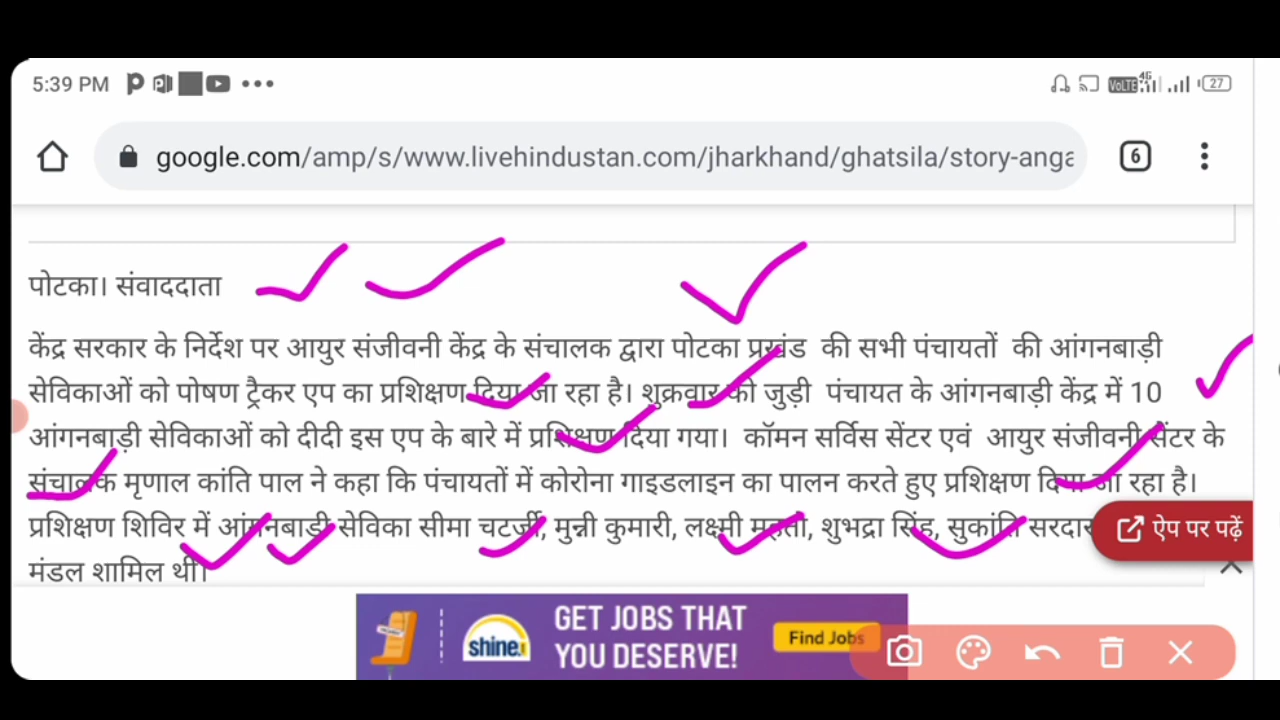 5:39 PM
VoLTE 4G 27
google.com/amp/s/www.livehindustan.com/jharkhand/ghatsila/story-anga
6
पोटका। संवाददाता
केंद्र सरकार के निर्देश पर आयुर संजीवनी केंद्र के संचालक द्वारा पोटका प्रखंड की सभी पंचायतों की आंगनबाड़ी
सेविकाओं को पोषण ट्रैकर एप का प्रशिक्षण दिया जा रहा है। शुक्रवार को जुड़ी पंचायत के आंगनबाड़ी केंद्र में 10
आंगनबाड़ी सेविकाओं को दीदी इस एप के बारे में प्रशिक्षण दिया गया। कॉमन सर्विस सेंटर एवं आयुर संजीवनी सेंटर के
संचालक मृणाल कांति पाल ने कहा कि पंचायतों में कोरोना गाइडलाइन का पालन करते हुए प्रशिक्षण दिया जा रहा है।
प्रशिक्षण शिविर में आंगनबाड़ी सेविका सीमा चटर्जी, मुन्नी कुमारी, लक्ष्मी महतो, शुभद्रा सिंह, सुकांति सरदार
ऐप पर पढ़ें
मंडल शामिल थीं।
shine.
GET JOBS THAT
YOU DESERVE!
Find Jobs